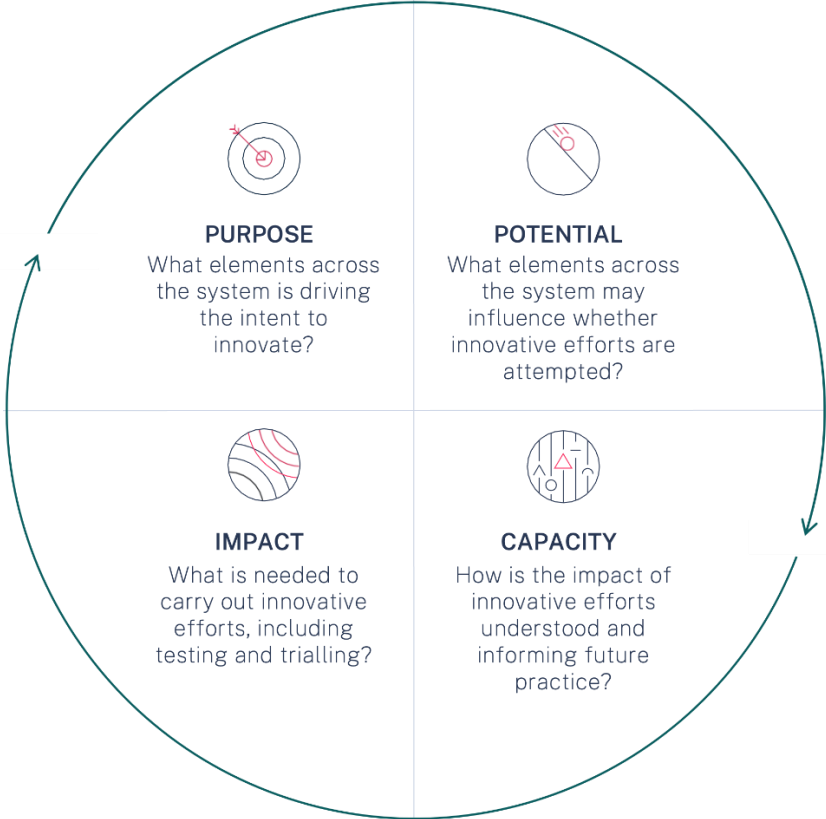 PURPOSE
What elements across
the system is driving
the intent to
innovate?
POTENTIAL
What elements across
the system may
influence whether
innovative efforts are
attempted?
IMPACT
What is needed to
carry out innovative
efforts, including
testing and trialling?
CAPACITY
How is the impact of
innovative efforts
understood and
informing future
practice?